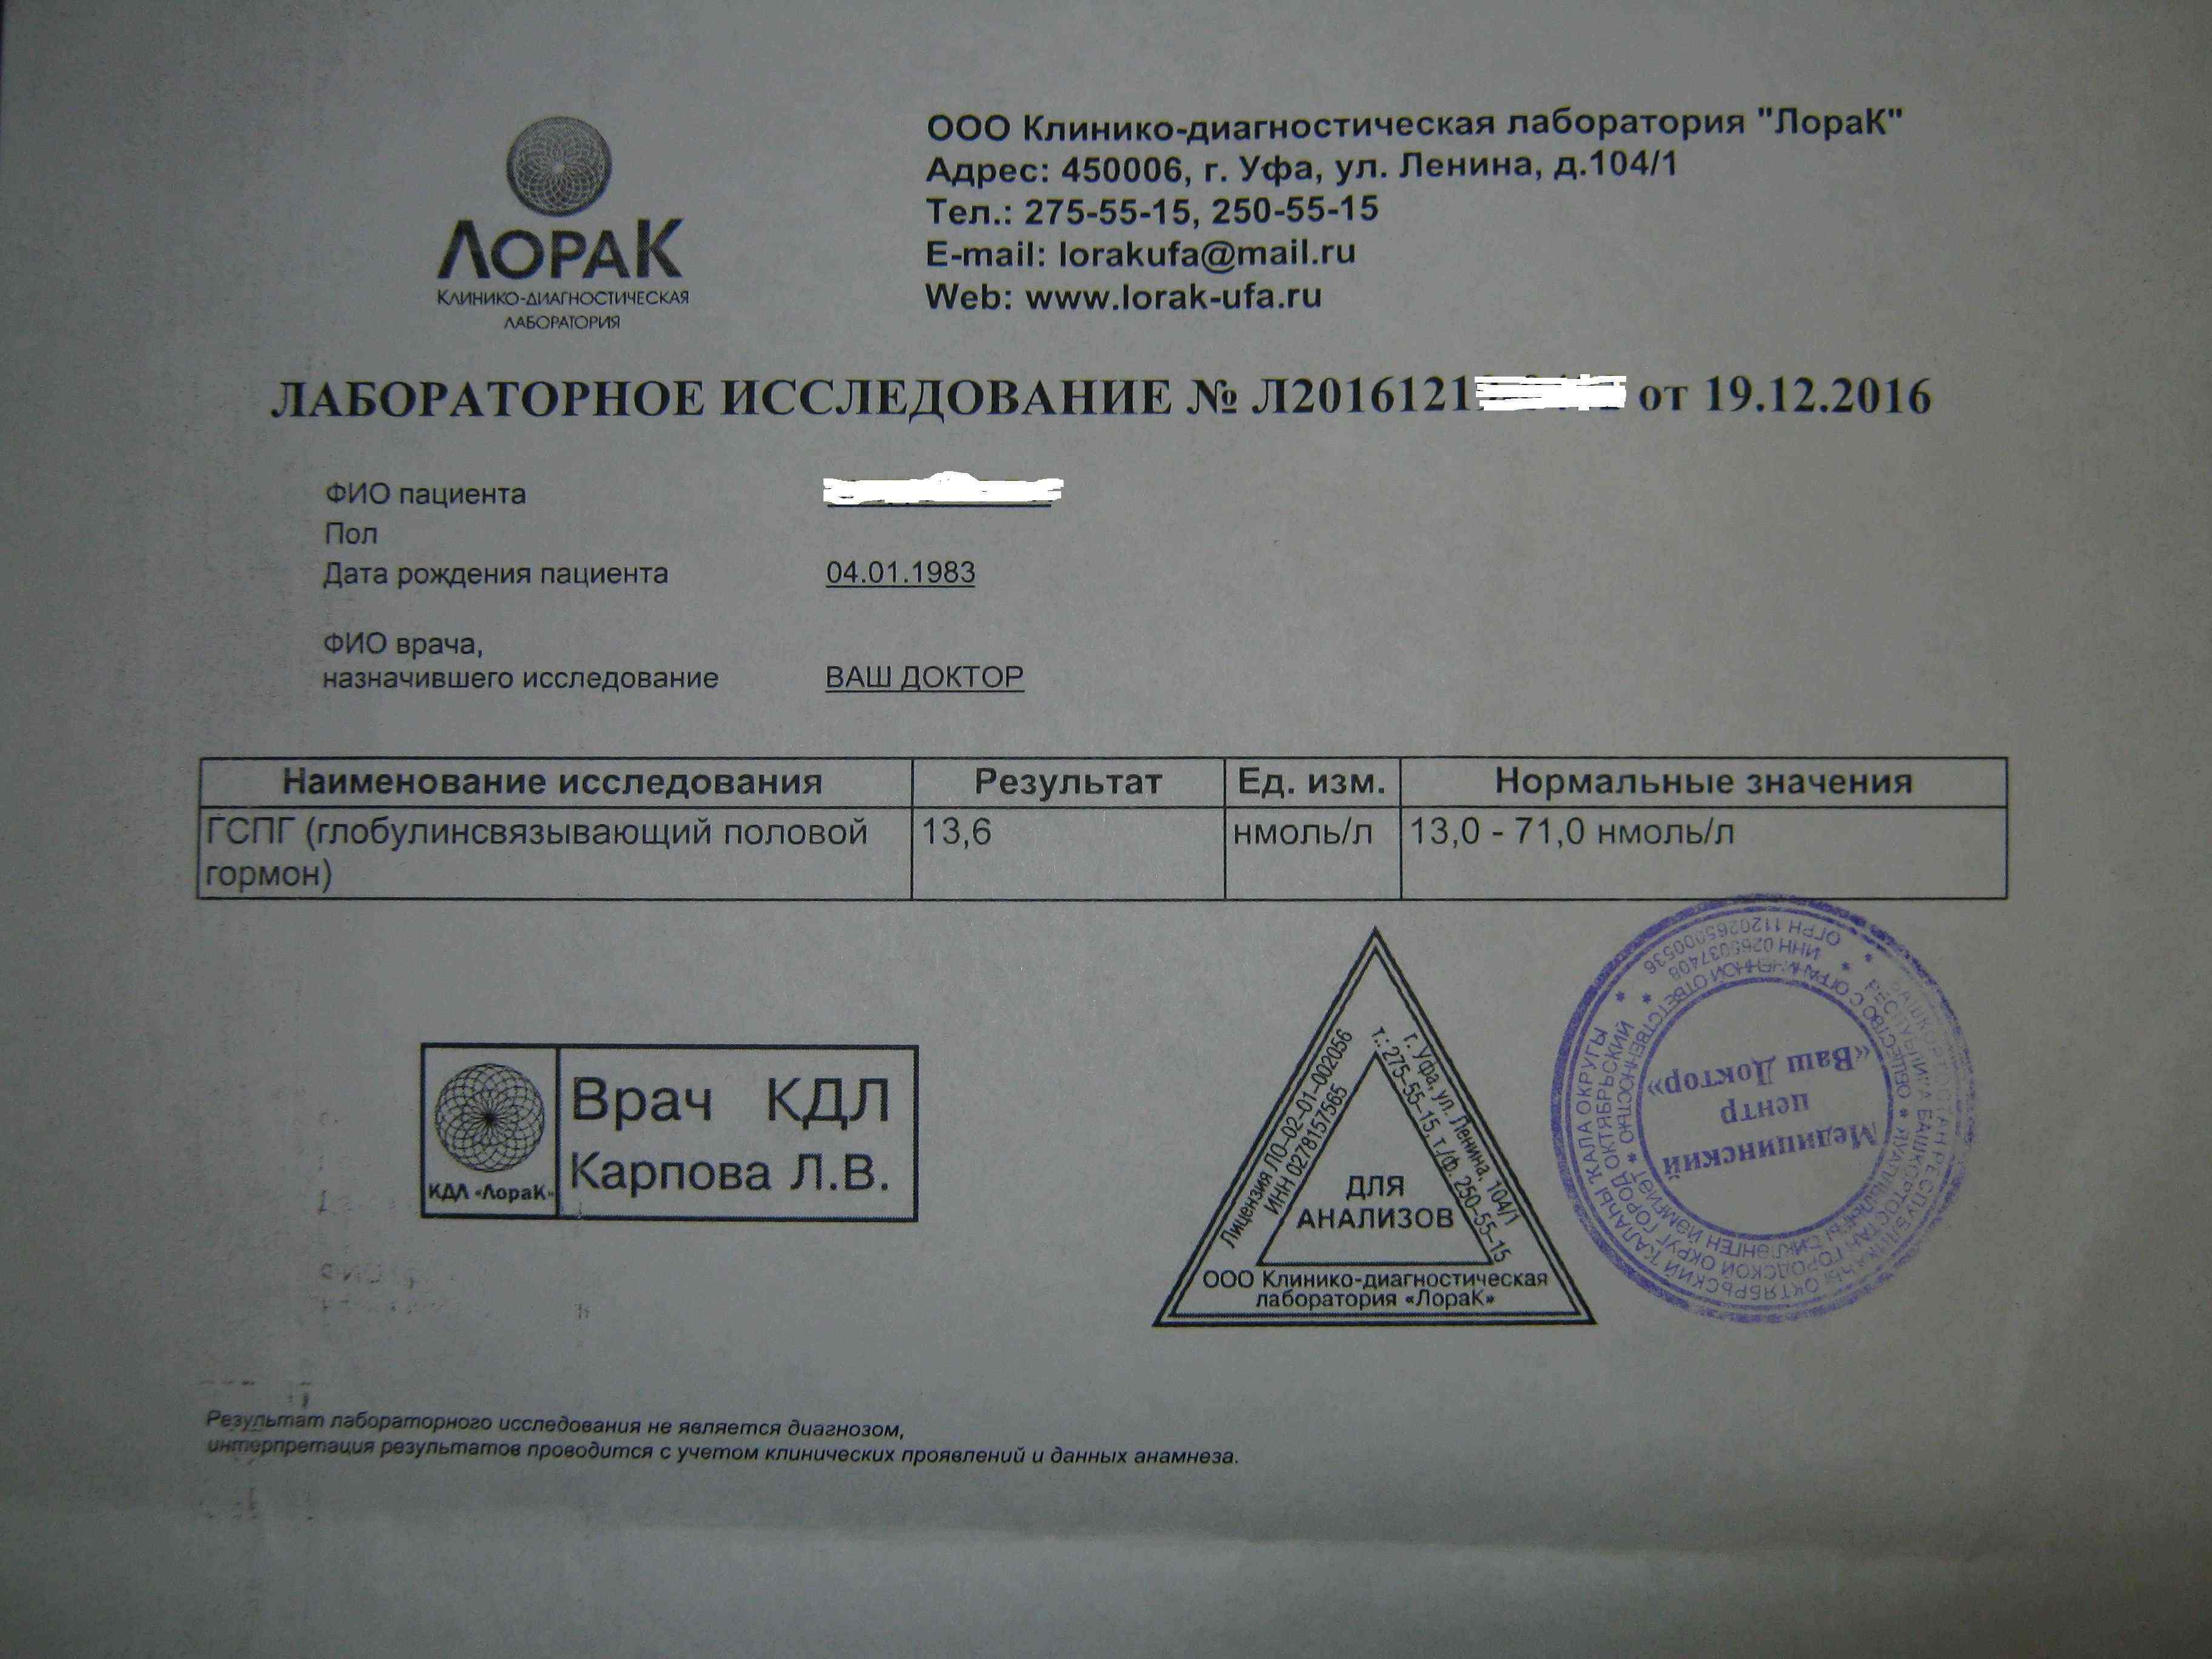 ООО Клинико-диагностическая лаборатория "ЛораК"
Адрес: 450006, г. Уфа, ул. Ленина, д.104/1
Тел.: 275-55-15, 250-55-15
E-mail: lorakufa@mail.ru
Web: www.lorak-ufa.ru
ЛОРАК
КЛИНИКО-ДИАГНОСТИЧЕСКАЯ
ЛАБОРАТОРИЯ
ЛАБОРАТОРНОЕ ИССЛЕДОВАНИЕ № Л2016121 от 19.12.2016
ФИО пациента
Пол
Дата рождения пациента 04.01.1983
ФИО врача,
назначившего исследование ВАШ ДОКТОР
Наименование исследования Результат Ед. изм. Нормальные значения
ГСПГ (глобулинсвязывающий половой 13,6 нмоль/л 13,0 - 71,0 нмоль/л
гормон)
Врач КДЛ
Карпова Л.В.
КДЛ «ЛораК»
Лицензия ЛО-02-01-002056
ИНН 0278157565
г. Уфа, ул. Ленина, 104/1
т.: 275-55-15, т./ф. 250-55-15
ДЛЯ
АНАЛИЗОВ
ООО Клинико-диагностическая
лаборатория «ЛораК»
Медицинский
центр
«Ваш Доктор»
Результат лабораторного исследования не является диагнозом,
интерпретация результатов проводится с учетом клинических проявлений и данных анамнеза.